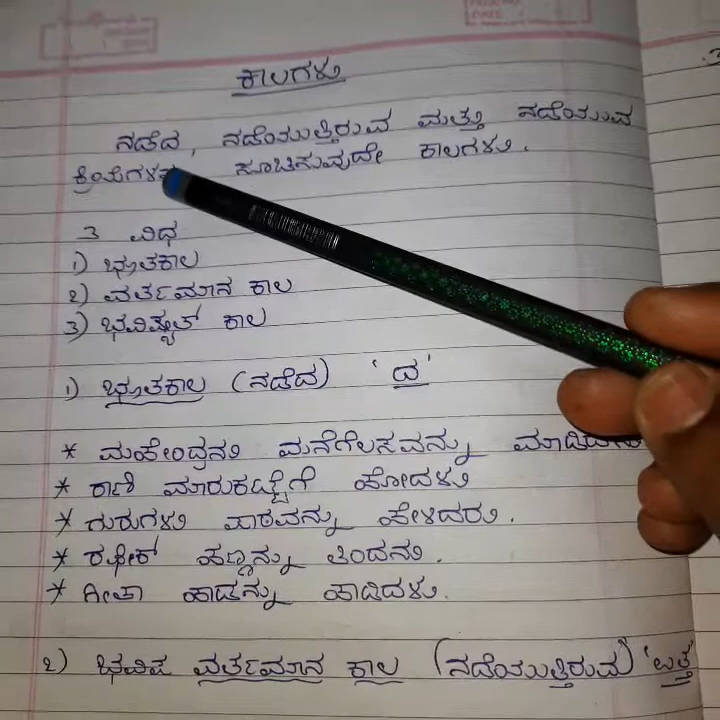 ಕಾಲಗಳು
ನಡೆದ, ನಡೆಯುತ್ತಿರುವ ಮತ್ತು ನಡೆಯುವ
ಸೂಚಿಸುವುದೇ ಕಾಲಗಳು.
3 ವಿಧ
1) ಭೂತಕಾಲ
2) ವರ್ತಮಾನ ಕಾಲ
3) ಭವಿಷ್ಯತ್ ಕಾಲ
1) ಭೂತಕಾಲ (ನಡೆದ) 'ದ'
* ಮಹೇಂದ್ರನು ಮನೆಗೆಲಸವನ್ನು
* ರಾಣಿ ಮಾರುಕಟ್ಟೆಗೆ ಹೋದಳು
* ಗುರುಗಳು ಪಾಠವನ್ನು ಹೇಳಿದರು.
* ರಫೀಕ್ ಹಣ್ಣನ್ನು ತಿಂದನು.
* ಗೀತಾ ಹಾಡನ್ನು ಹಾಡಿದಳು.
2) ಭವಿಷ ವರ್ತಮಾನ ಕಾಲ (ನಡೆಯುತ್ತಿರುವ) 'ಉತ್ತ'